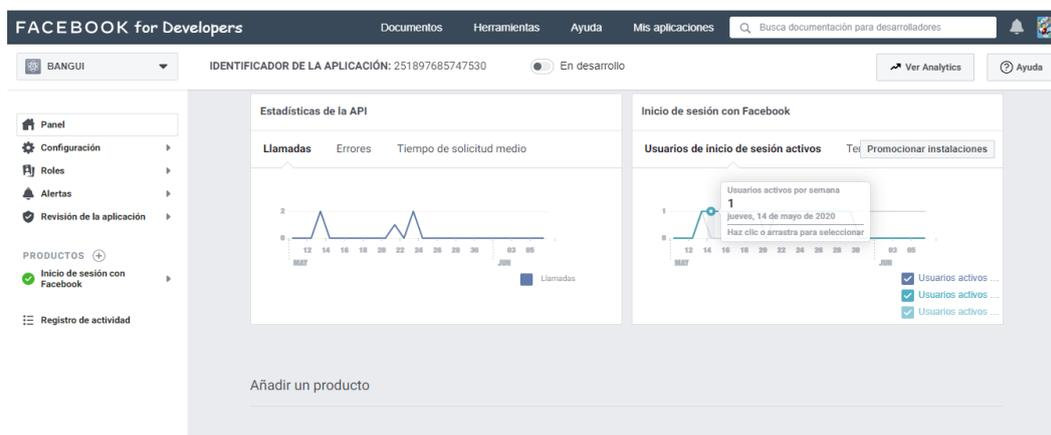 FACEBOOK for Developers
Documentos Herramientas Ayuda Mis aplicaciones Busca documentación para desarrolladores
BANGUI IDENTIFICADOR DE LA APLICACIÓN: 251897685747530 En desarrollo Ver Analytics Ayuda
Panel
Configuración
Roles
Alertas
Revisión de la aplicación
PRODUCTOS
Inicio de sesión con
Facebook
Registro de actividad
Estadísticas de la API
Llamadas Errores Tiempo de solicitud medio
2
0
12 14 16 18 20 22 24 26 28 30 03 05
MAY JUN
Llamadas
Inicio de sesión con Facebook
Usuarios de inicio de sesión activos Promocionar instalaciones
Usuarios activos por semana
1
jueves, 14 de mayo de 2020
Haz clic o arrastra para seleccionar
1
0
12 14 16 18 20 22 24 26 28 30 03 05
MAY JUN
Usuarios activos ...
Usuarios activos ...
Usuarios activos ...
Añadir un producto